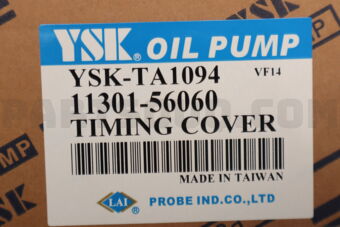 YSK® OIL PUMP
YSK-TA1094 VF14
11301-56060
TIMING COVER
MADE IN TAIWAN
LAI ® PROBE IND.CO.,LTD